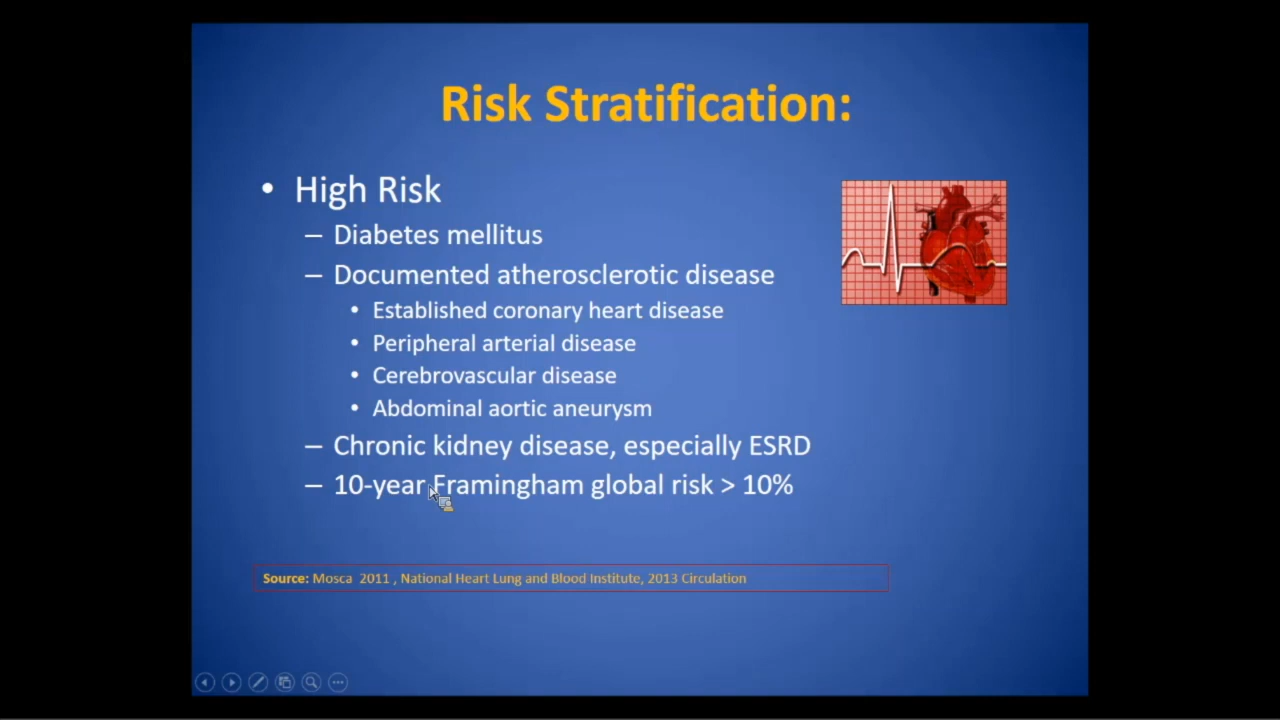 Risk Stratification:
• High Risk
– Diabetes mellitus
– Documented atherosclerotic disease
• Established coronary heart disease
• Peripheral arterial disease
• Cerebrovascular disease
• Abdominal aortic aneurysm
– Chronic kidney disease, especially ESRD
– 10-year Framingham global risk > 10%
Source: Mosca 2011 , National Heart Lung and Blood Institute, 2013 Circulation